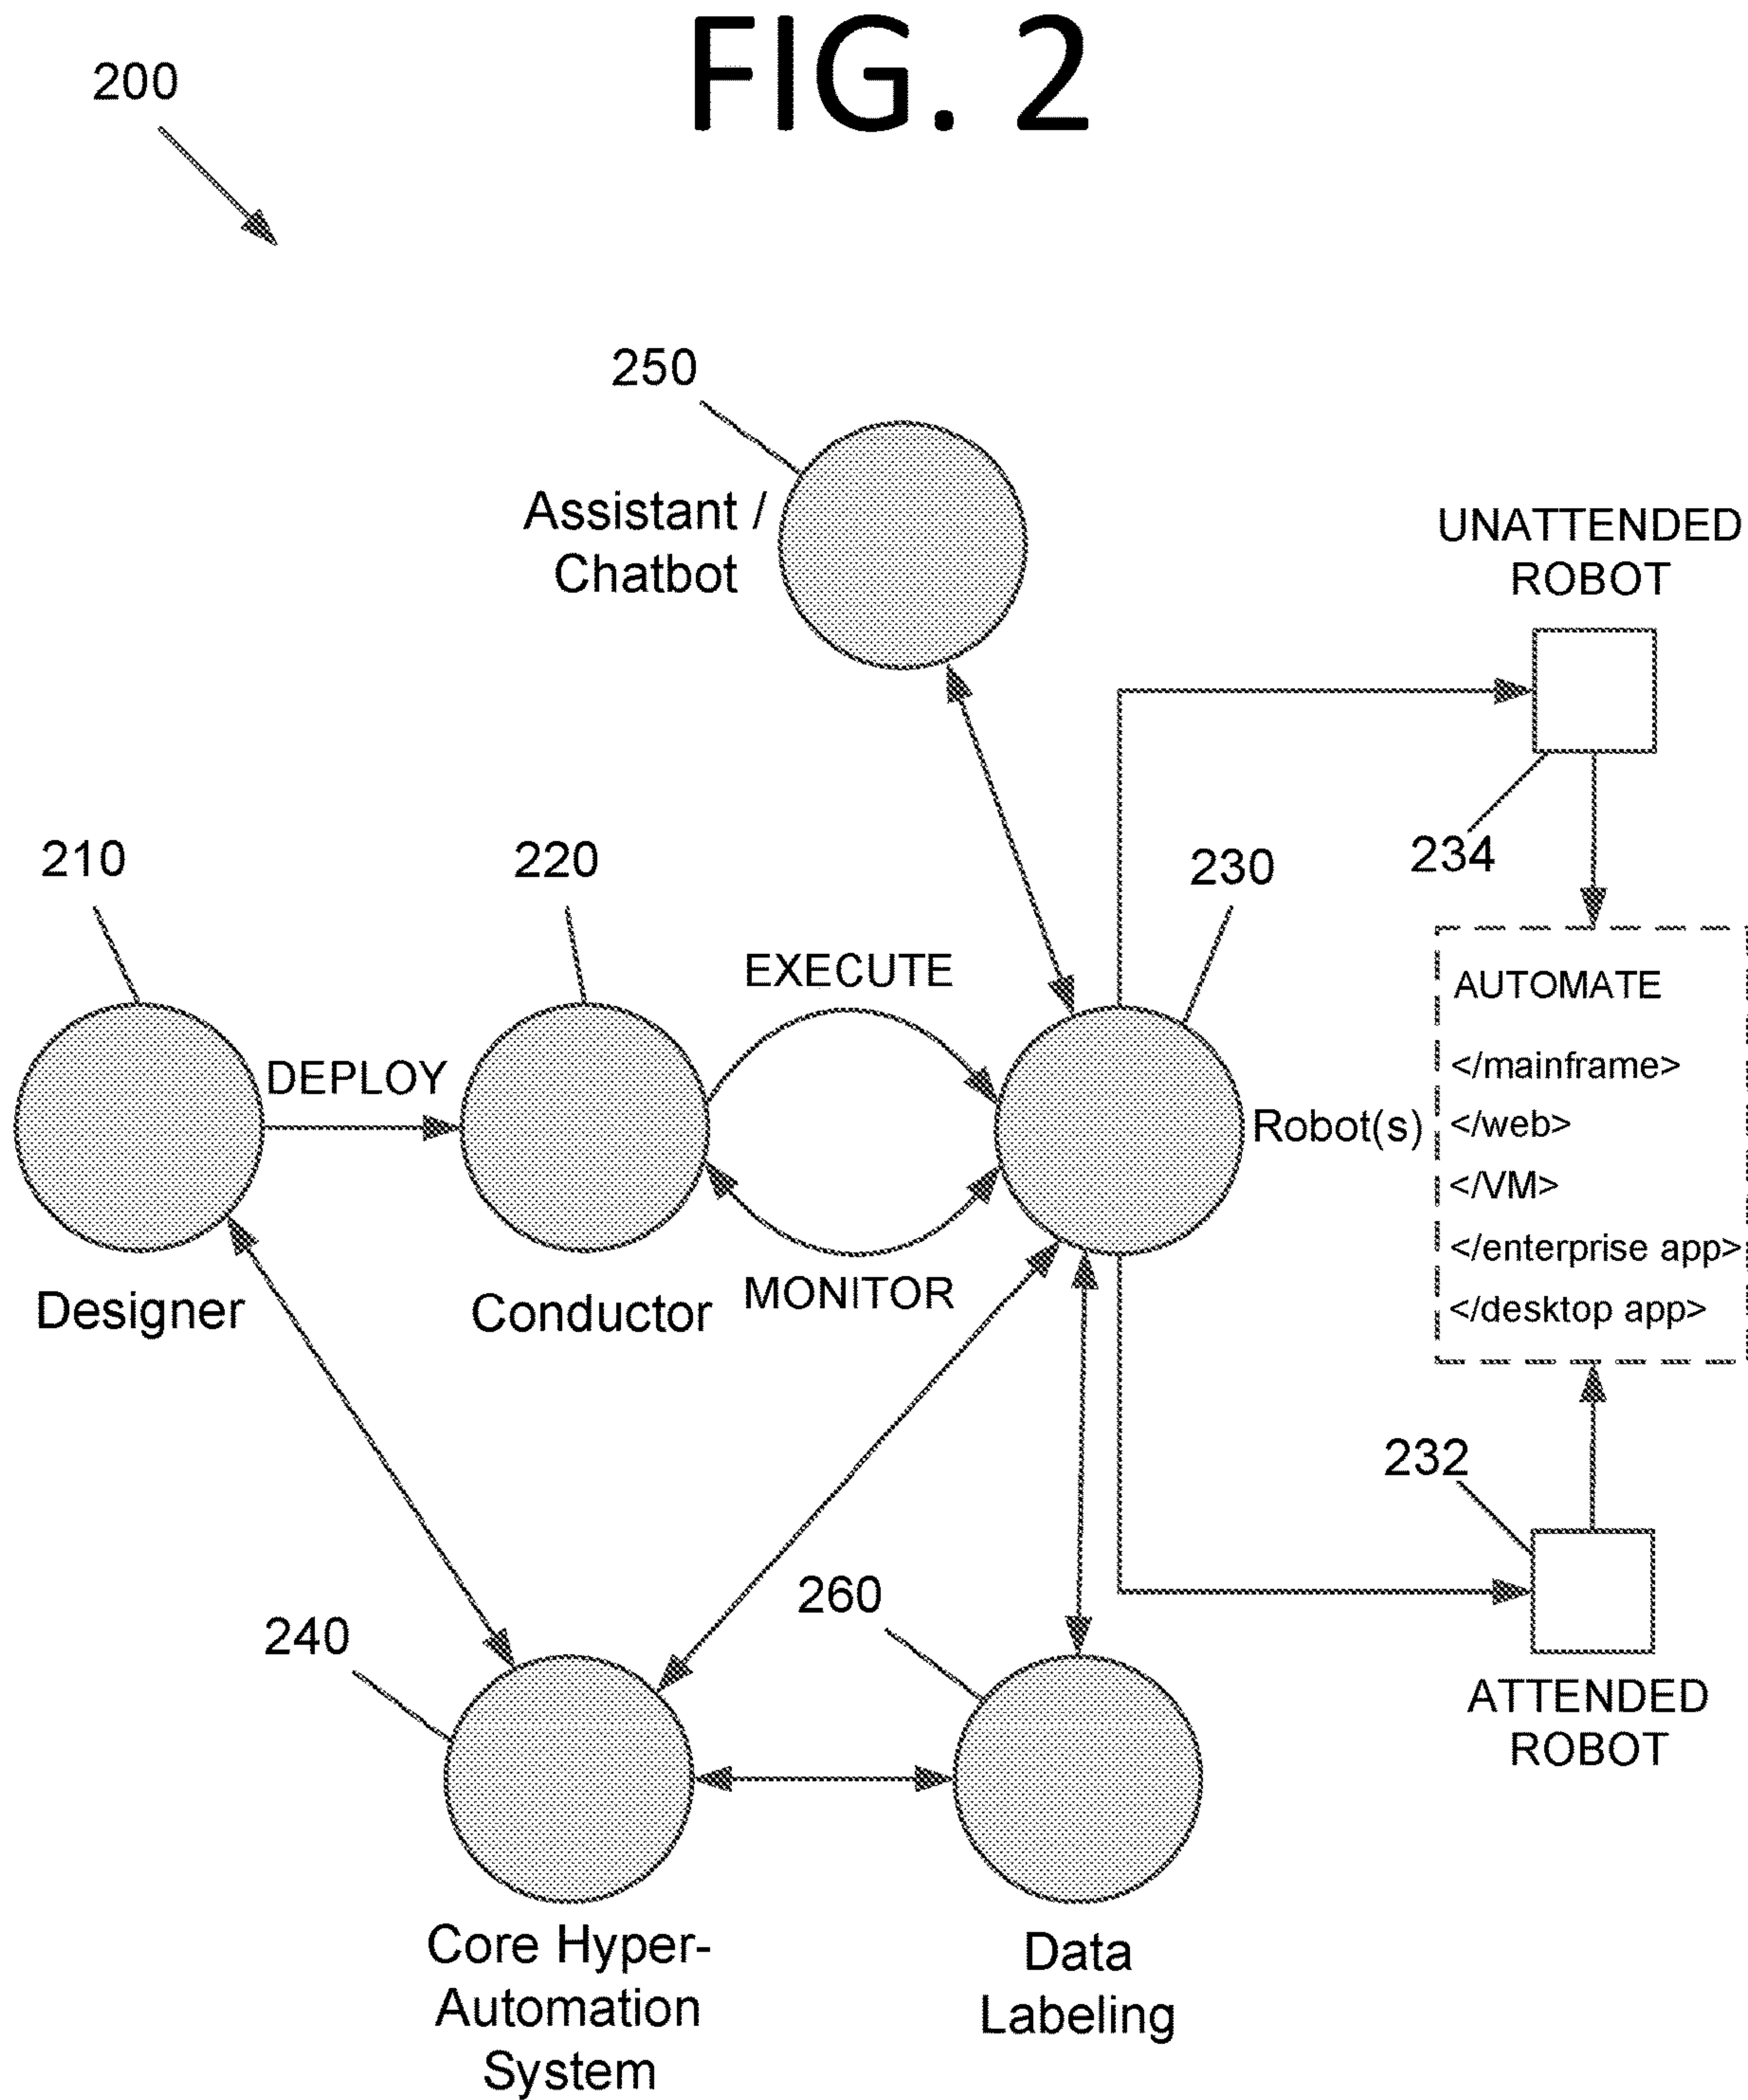 FIG. 2
200
250
Assistant /
Chatbot
UNATTENDED
ROBOT
234
210
220
230
EXECUTE
DEPLOY
MONITOR
Designer
Conductor
Robot(s)
AUTOMATE
</mainframe>
</web>
</VM>
</enterprise app>
</desktop app>
232
ATTENDED
ROBOT
240
260
Core Hyper-
Automation
System
Data
Labeling